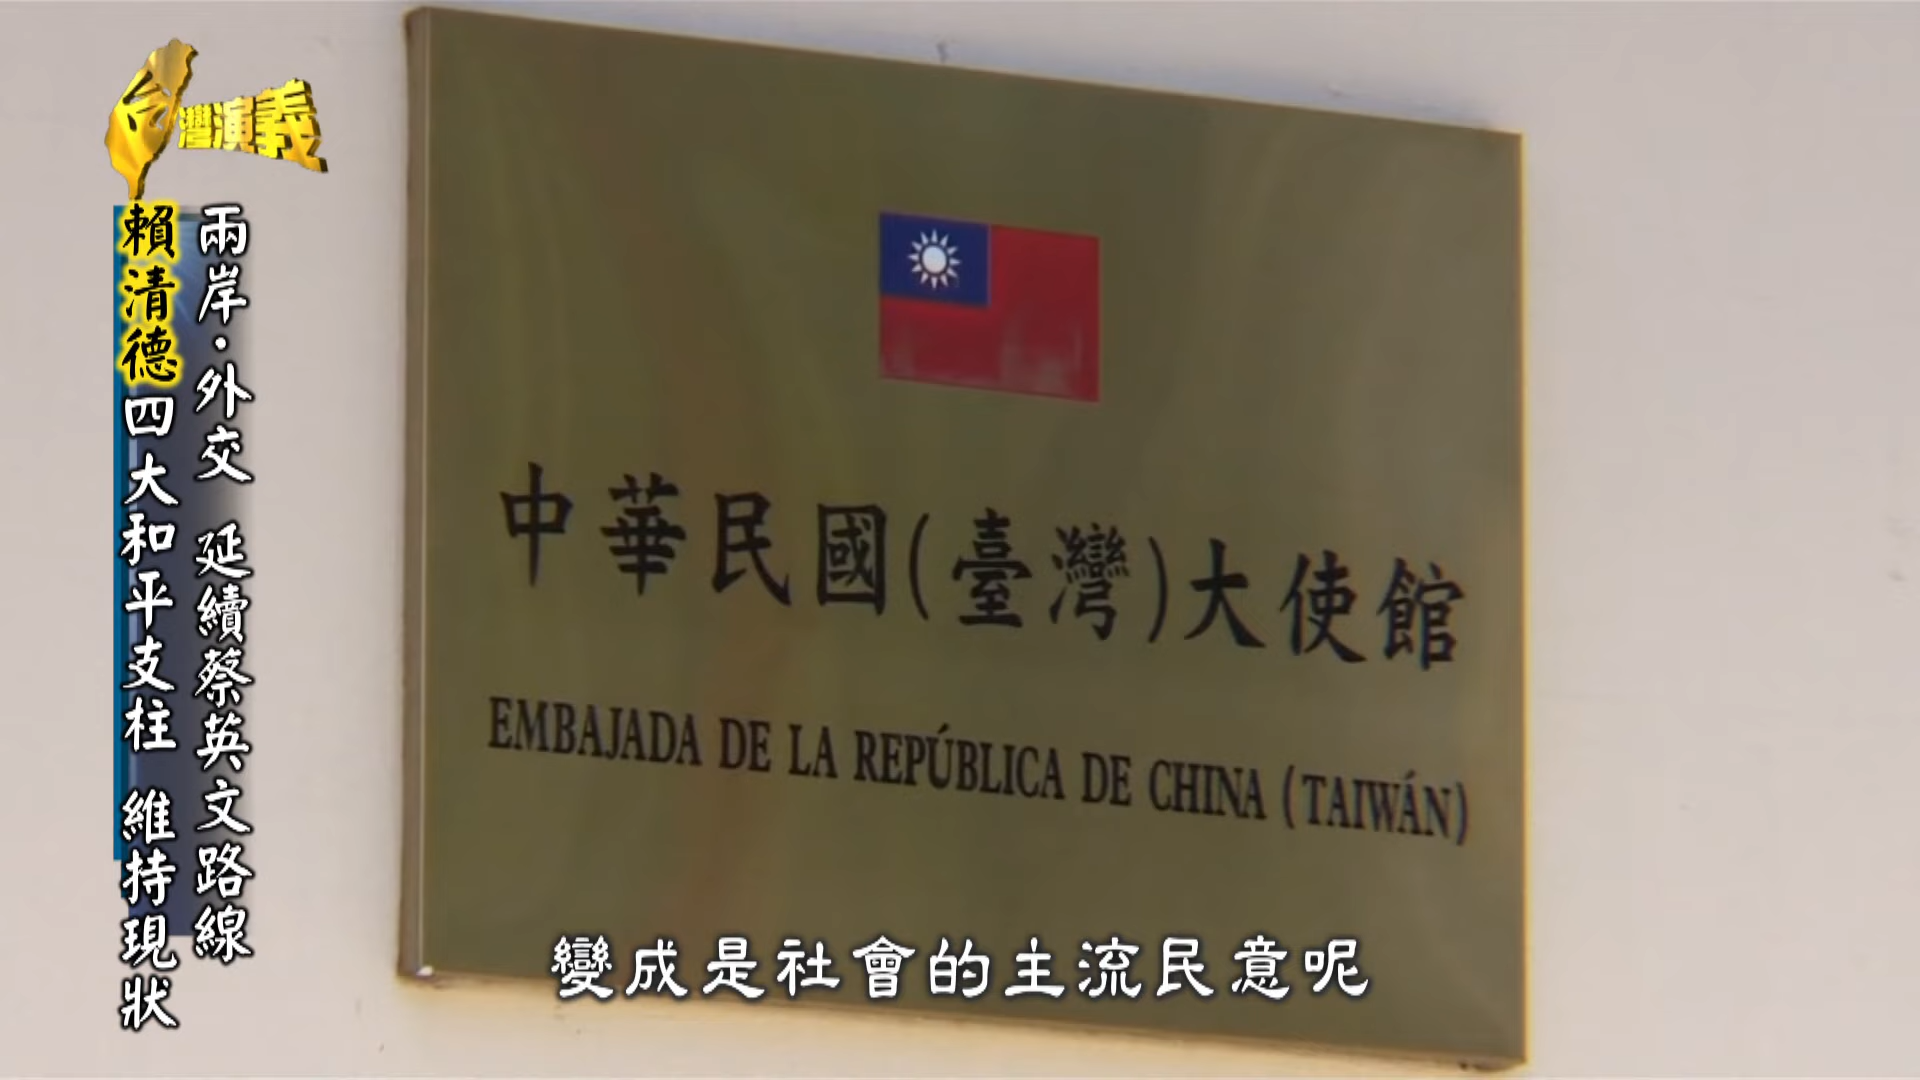 台灣演義
兩岸·外交 延續蔡英文路線
賴清德四大和平支柱 維持現狀
中華民國(臺灣)大使館
EMBAJADA DE LA REPÚBLICA DE CHINA (TAIWÁN)
變成是社會的主流民意呢